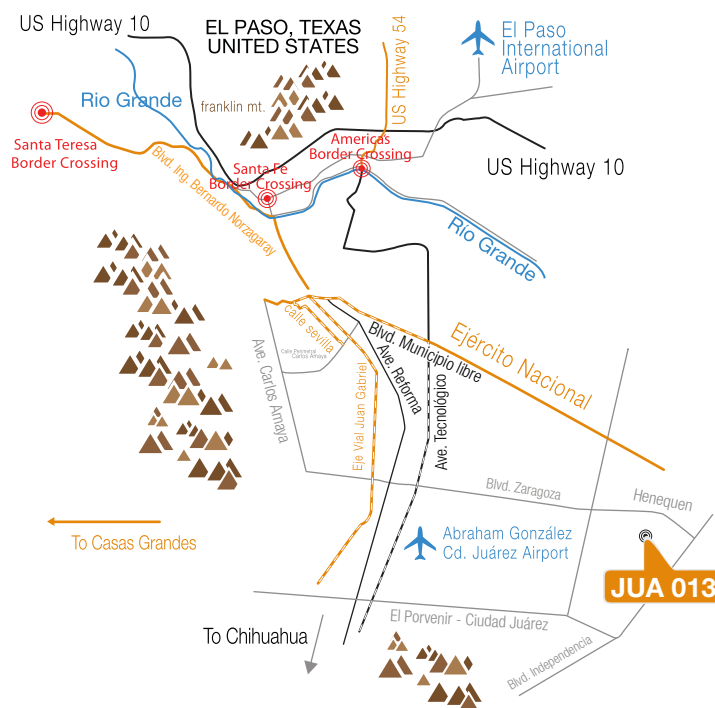 US Highway 10
EL PASO, TEXAS
UNITED STATES
US Highway 54
El Paso
International
Airport
Rio Grande
franklin mt.
Santa Teresa
Border Crossing
Americas
Border Crossing
Santa Fe
Border Crossing
US Highway 10
Blvd. Ing. Bernardo Norzagaray
Rio Grande
calle sevilla
Calle Perimetral
Carlos Amaya
Blvd. Municipio libre
Ejército Nacional
Ave. Carlos Amaya
Eje Vial Juan Gabriel
Ave. Reforma
Ave. Tecnológico
Blvd. Zaragoza
Henequen
To Casas Grandes
Abraham González
Cd. Juárez Airport
JUA 013
El Porvenir - Ciudad Juárez
To Chihuahua
Blvd. Independencia